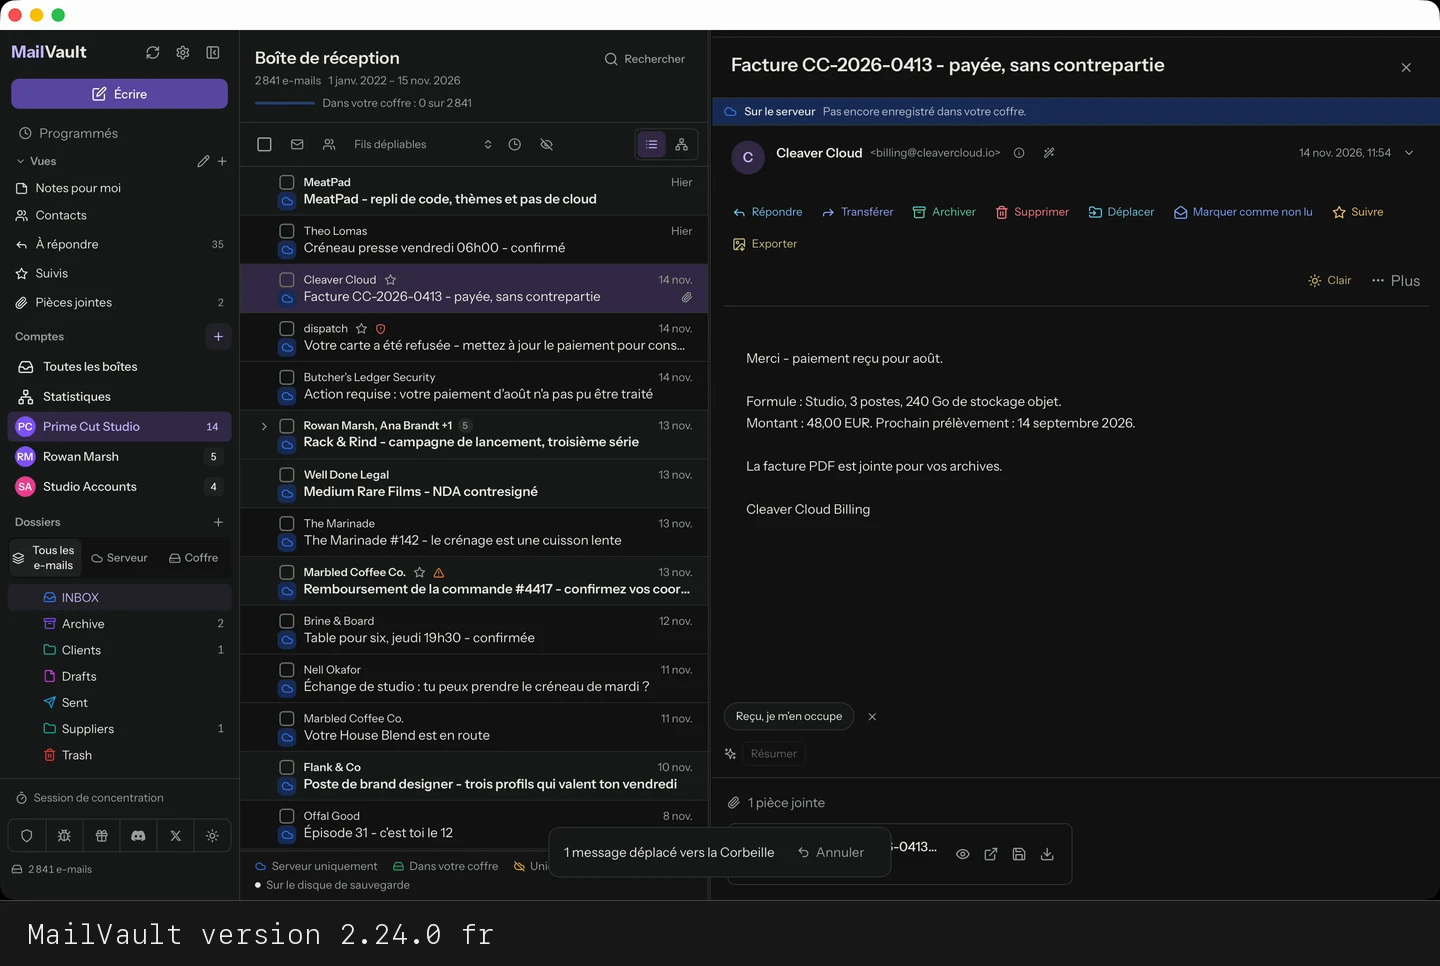 MailVault
Écrire
Programmés
Vues
Notes pour moi
Contacts
À répondre 35
Suivis
Pièces jointes 2
Comptes
Toutes les boîtes
Statistiques
PC Prime Cut Studio 14
RM Rowan Marsh 5
SA Studio Accounts 4
Dossiers
Tous les
e-mails
Serveur
Coffre
INBOX
Archive 2
Clients 1
Drafts
Sent
Suppliers 1
Trash
Session de concentration
2 841 e-mails
Boîte de réception
Rechercher
2 841 e-mails 1 janv. 2022 – 15 nov. 2026
Dans votre coffre : 0 sur 2 841
Fils dépliables
MeatPad Hier
MeatPad - repli de code, thèmes et pas de cloud
Theo Lomas Hier
Créneau presse vendredi 06h00 - confirmé
Cleaver Cloud 14 nov.
Facture CC-2026-0413 - payée, sans contrepartie
dispatch 14 nov.
Votre carte a été refusée - mettez à jour le paiement pour cons...
Butcher's Ledger Security 14 nov.
Action requise : votre paiement d'août n'a pas pu être traité
Rowan Marsh, Ana Brandt +1 5 13 nov.
Rack & Rind - campagne de lancement, troisième série
Well Done Legal 13 nov.
Medium Rare Films - NDA contresigné
The Marinade 13 nov.
The Marinade #142 - le crénage est une cuisson lente
Marbled Coffee Co. 13 nov.
Remboursement de la commande #4417 - confirmez vos coor...
Brine & Board 12 nov.
Table pour six, jeudi 19h30 - confirmée
Nell Okafor 11 nov.
Échange de studio : tu peux prendre le créneau de mardi ?
Marbled Coffee Co. 11 nov.
Votre House Blend est en route
Flank & Co 10 nov.
Poste de brand designer - trois profils qui valent ton vendredi
Offal Good 8 nov.
Épisode 31 - c'est toi le 12
Serveur uniquement
Dans votre coffre
Uni
Sur le disque de sauvegarde
Facture CC-2026-0413 - payée, sans contrepartie
Sur le serveur Pas encore enregistré dans votre coffre.
C
Cleaver Cloud <billing@cleavercloud.io> 14 nov. 2026, 11:54
Répondre
Transférer
Archiver
Supprimer
Déplacer
Marquer comme non lu
Suivre
Exporter
Clair
Plus
Merci - paiement reçu pour août.
Formule : Studio, 3 postes, 240 Go de stockage objet.
Montant : 48,00 EUR. Prochain prélèvement : 14 septembre 2026.
La facture PDF est jointe pour vos archives.
Cleaver Cloud Billing
Reçu, je m'en occupe
Résumer
1 pièce jointe
-0413...
1 message déplacé vers la Corbeille
Annuler
MailVault version 2.24.0 fr